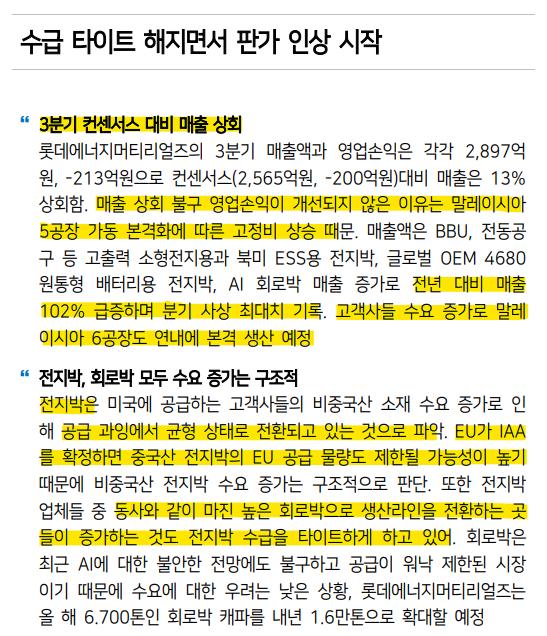 수급 타이트 해지면서 판가 인상 시작
“ 3분기 컨센서스 대비 매출 상회
롯데에너지머티리얼즈의 3분기 매출액과 영업손익은 각각 2,897억
원, -213억원으로 컨센서스(2,565억원, -200억원)대비 매출은 13%
상회함. 매출 상회 불구 영업손익이 개선되지 않은 이유는 말레이시아
5공장 가동 본격화에 따른 고정비 상승 때문. 매출액은 BBU, 전동공
구 등 고출력 소형전지용과 북미 ESS용 전지박, 글로벌 OEM 4680
원통형 배터리용 전지박, AI 회로박 매출 증가로 전년 대비 매출
102% 급증하며 분기 사상 최대치 기록. 고객사들 수요 증가로 말레
이시아 6공장도 연내에 본격 생산 예정
“ 전지박, 회로박 모두 수요 증가는 구조적
전지박은 미국에 공급하는 고객사들의 비중국산 소재 수요 증가로 인
해 공급 과잉에서 균형 상태로 전환되고 있는 것으로 파악. EU가 IAA
를 확정하면 중국산 전지박의 EU 공급 물량도 제한될 가능성이 높기
때문에 비중국산 전지박 수요 증가는 구조적으로 판단. 또한 전지박
업체들 중 동사와 같이 마진 높은 회로박으로 생산라인을 전환하는 곳
들이 증가하는 것도 전지박 수급을 타이트하게 하고 있어. 회로박은
최근 AI에 대한 불안한 전망에도 불구하고 공급이 워낙 제한된 시장
이기 때문에 수요에 대한 우려는 낮은 상황, 롯데에너지머티리얼즈는
올 해 6.700톤인 회로박 캐파를 내년 1.6만톤으로 확대할 예정